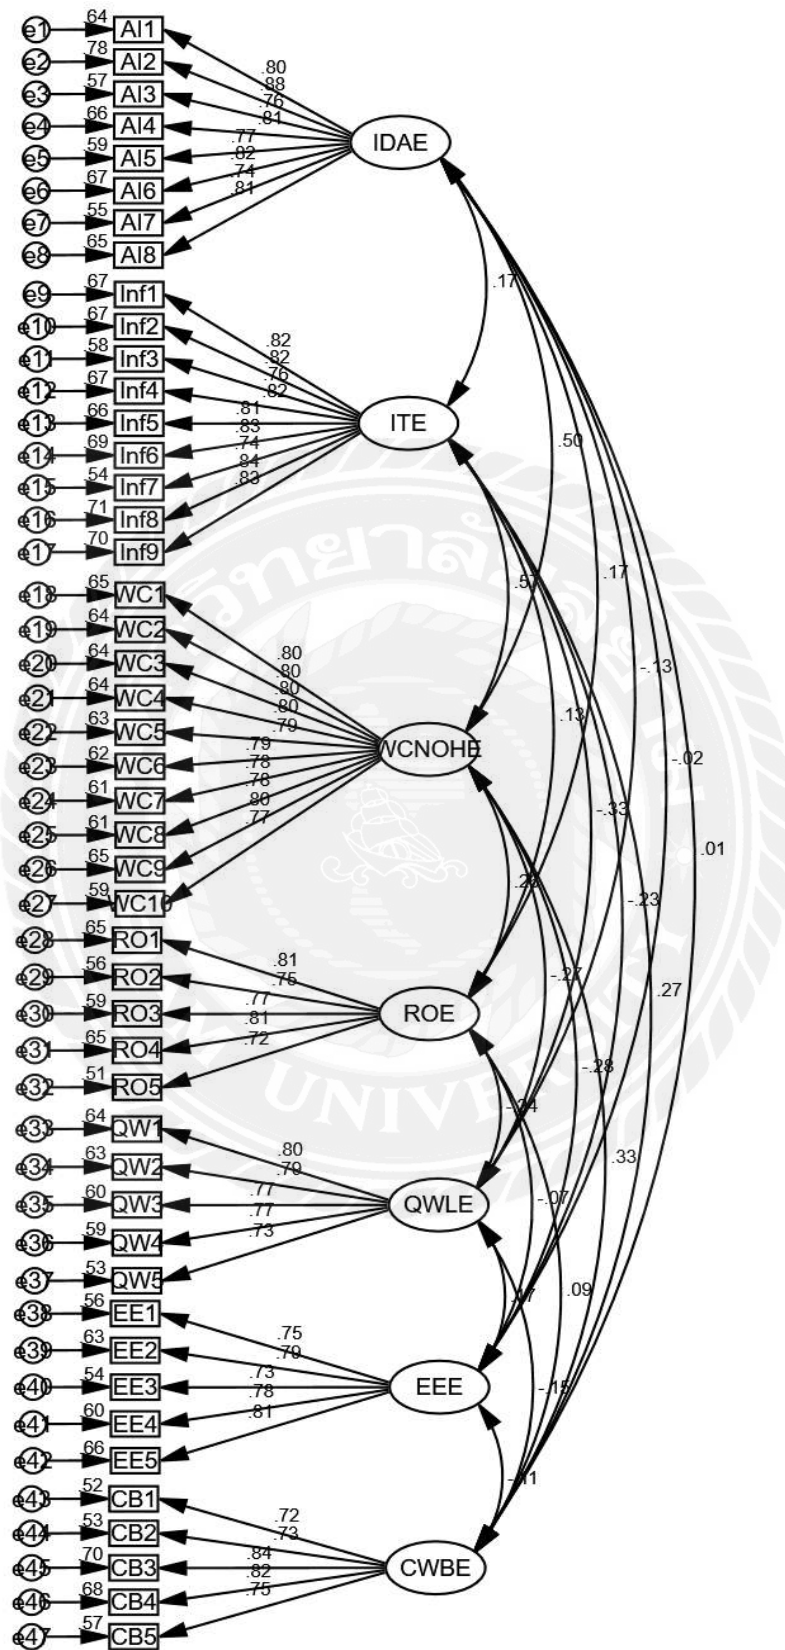 e1 .64 AI1
e2 .78 AI2
e3 .57 AI3
e4 .66 AI4
e5 .59 AI5
e6 .67 AI6
e7 .55 AI7
e8 .65 AI8
.80
.88
.76
.81
.77
.82
.74
.81
IDAE
e9 .67 Inf1
e10 .67 Inf2
e11 .58 Inf3
e12 .67 Inf4
e13 .66 Inf5
e14 .69 Inf6
e15 .54 Inf7
e16 .71 Inf8
e17 .70 Inf9
.82
.82
.76
.82
.81
.83
.74
.84
.83
ITE
e18 .65 WC1
e19 .64 WC2
e20 .64 WC3
e21 .64 WC4
e22 .63 WC5
e23 .62 WC6
e24 .61 WC7
e25 .61 WC8
e26 .65 WC9
e27 .59 WC10
.80
.80
.80
.80
.79
.79
.78
.78
.80
.77
WCNOHE
e28 .65 RO1
e29 .56 RO2
e30 .59 RO3
e31 .65 RO4
e32 .51 RO5
.81
.75
.77
.81
.72
ROE
e33 .64 QW1
e34 .63 QW2
e35 .60 QW3
e36 .59 QW4
e37 .53 QW5
.80
.79
.77
.77
.73
QWLE
e38 .56 EE1
e39 .63 EE2
e40 .54 EE3
e41 .60 EE4
e42 .66 EE5
.75
.79
.73
.78
.81
EEE
e43 .52 CB1
e44 .53 CB2
e45 .70 CB3
e46 .68 CB4
e47 .57 CB5
.72
.73
.84
.82
.75
CWBE
.17
.50
.17
-.13
-.02
.01
.57
.13
-.33
-.23
.27
-.27
-.28
.33
-.07
.09
-.15
UNIVERSITY